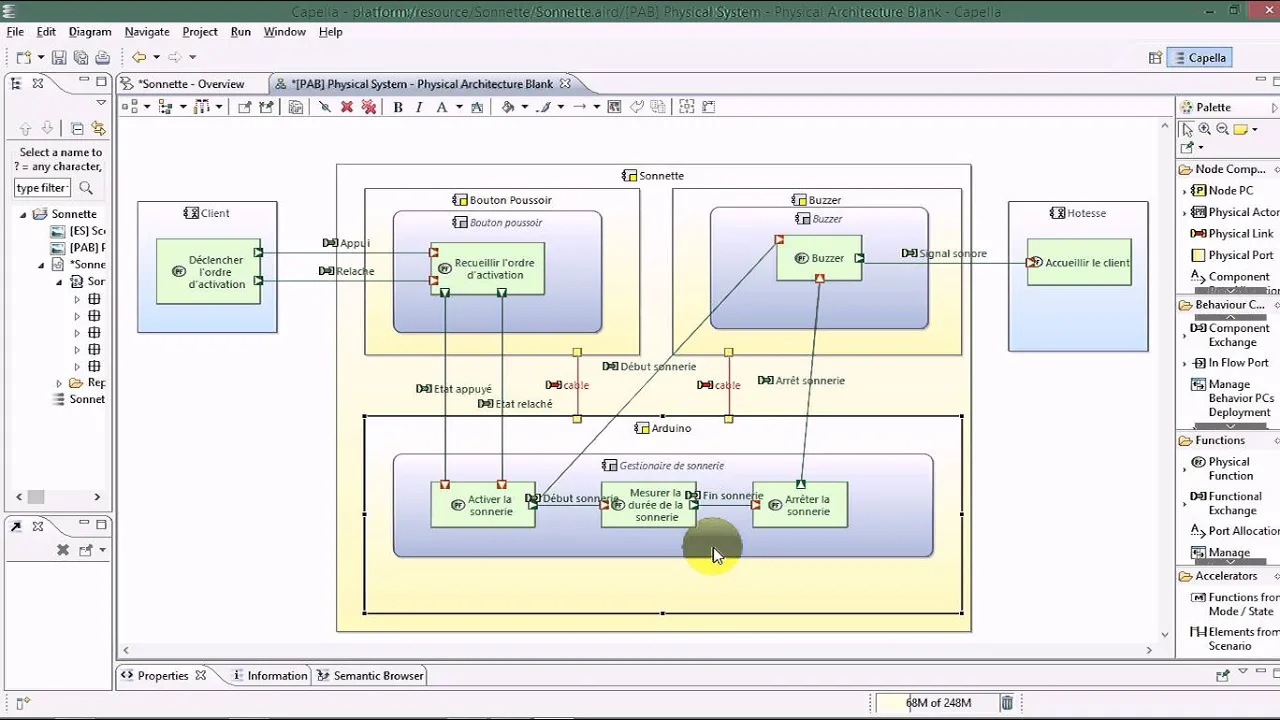 Capella - platform:/resource/Sonnette/Sonnette.aird/[PAB] Physical System - Physical Architecture Blank - Capella
File Edit Diagram Navigate Project Run Window Help
Capella
*Sonnette - Overview
*[PAB] Physical System - Physical Architecture Blank
Select a name to
? = any character,
type filter
Sonnette
[ES] Sce
[PAB] P
*Sonne
Son
Rep
Sonnet
Sonnette
Client
Déclencher
l'ordre
d'activation
Appui
Relache
Bouton Poussoir
Bouton poussoir
Recueillir l'ordre
d'activation
Buzzer
Buzzer
Buzzer
Signal sonore
Hotesse
Accueillir le client
Début sonnerie
Etat appuyé
cable
cable
Arrêt sonnerie
Etat relaché
Arduino
Gestionaire de sonnerie
Activer la
sonnerie
Début sonnerie
Mesurer la
durée de la
sonnerie
Fin sonnerie
Arrêter la
sonnerie
Palette
Node Comp...
Node PC
Physical Actor
Physical Link
Physical Port
Component
Behaviour C...
Component
Exchange
In Flow Port
Manage
Behavior PCs
Deployment
Functions
Physical
Function
Functional
Exchange
Port Allocation
Manage
Accelerators
Functions from
Mode / State
Elements from
Scenario
Properties
Information
Semantic Browser
68M of 248M